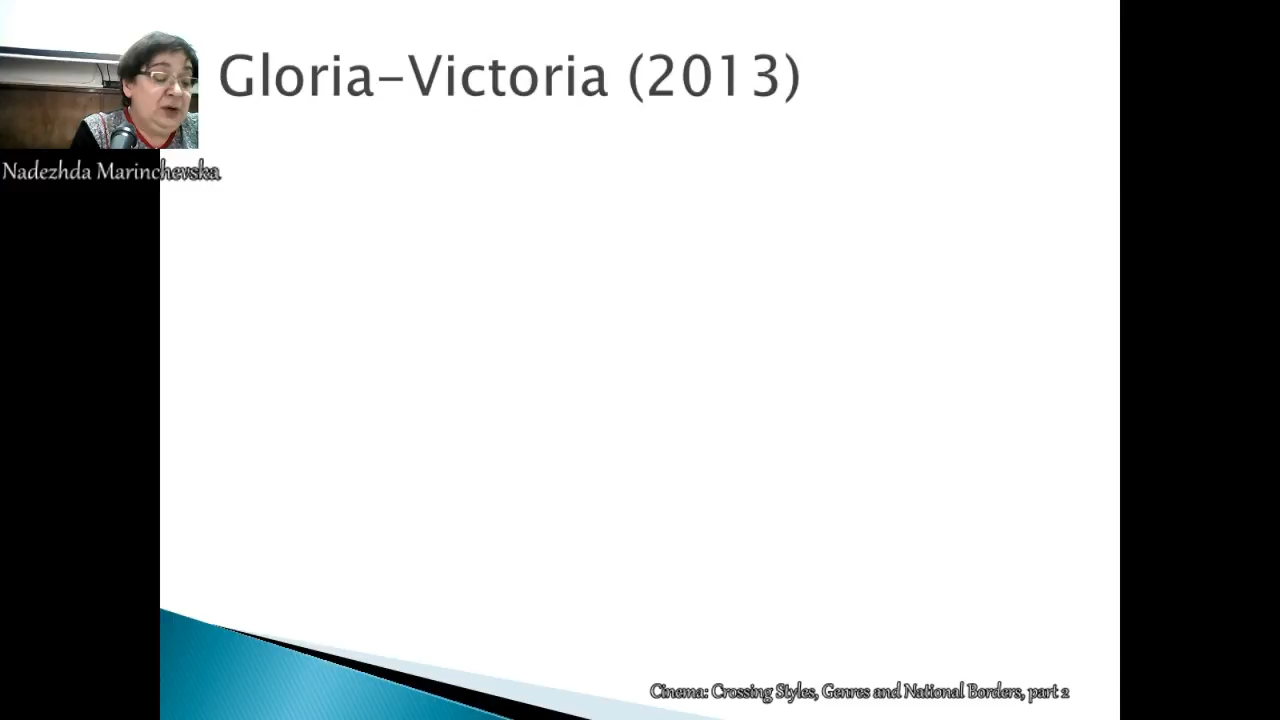 Gloria-Victoria (2013)
Nadezhda Marinchevska
Cinema: Crossing Styles, Genres and National Borders, part 2